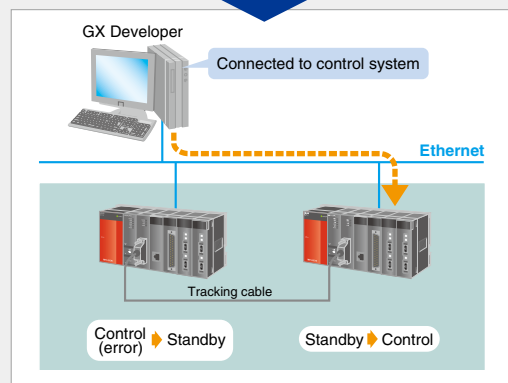 GX Developer
Connected to control system
Ethernet
Tracking cable
Control
(error)
Standby
Standby
Control